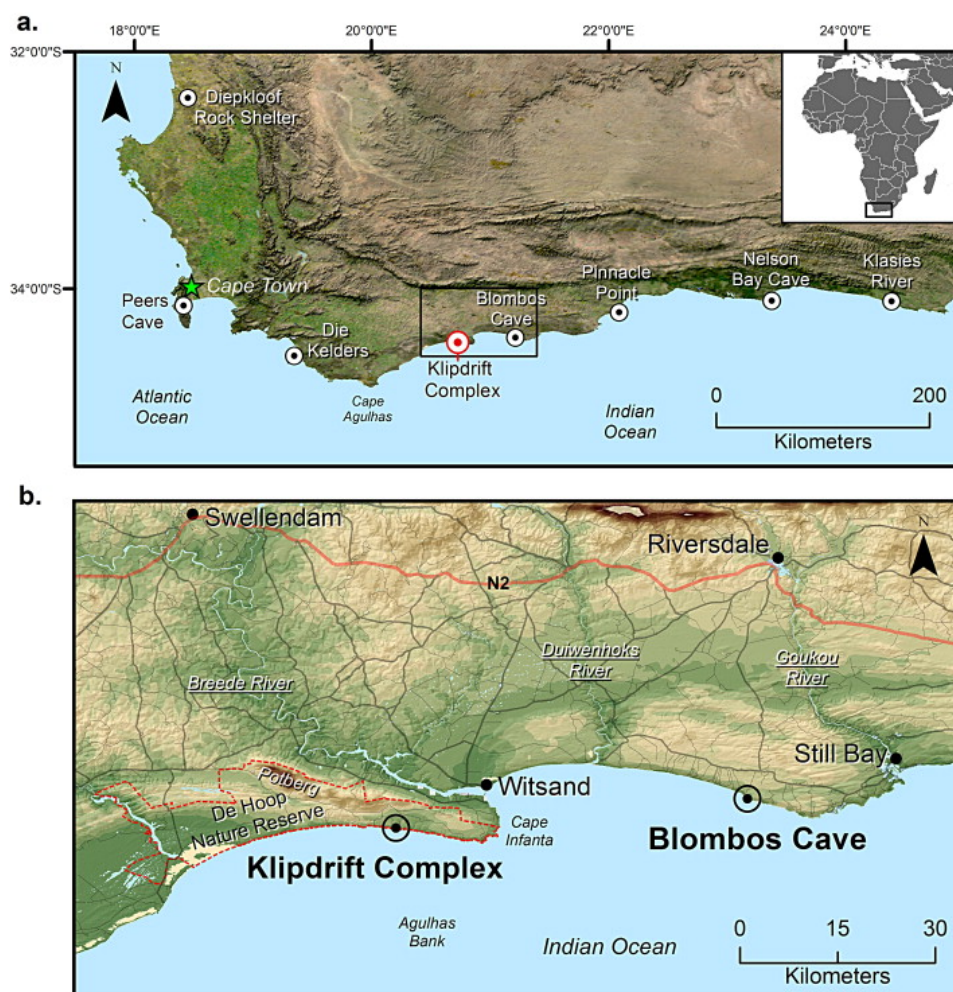 a.
18°0'0"E
20°0'0"E
22°0'0"E
24°0'0"E
32°0'0"S
34°0'0"S
N
Diepkloof
Rock Shelter
Cape Town
Peers
Cave
Die
Kelders
Klipdrift
Complex
Blombos
Cave
Pinnacle
Point
Nelson
Bay Cave
Klasies
River
Atlantic
Ocean
Cape
Agulhas
Indian
Ocean
0
200
Kilometers
b.
Swellendam
Riversdale
N
N2
Breede River
Duiwenhoks
River
Goukou
River
Still Bay
Potberg
Witsand
De Hoop
Nature Reserve
Cape
Infanta
Klipdrift Complex
Blombos Cave
Agulhas
Bank
Indian Ocean
0
15
30
Kilometers